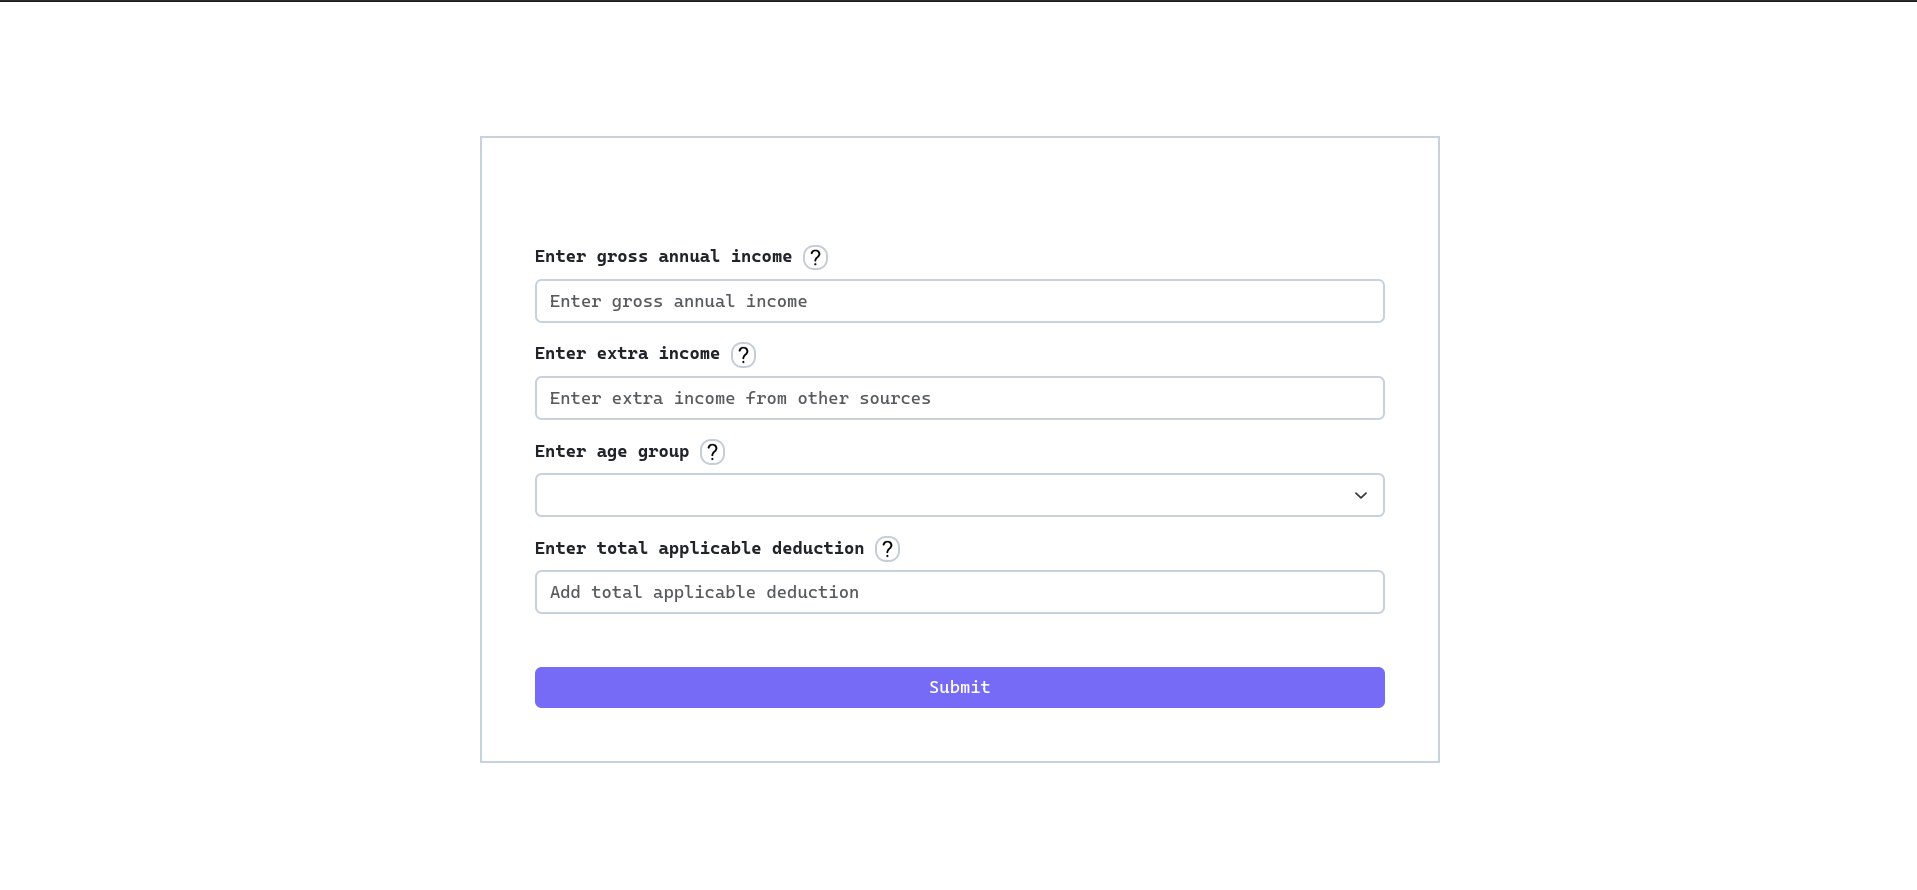 Enter gross annual income ?
Enter gross annual income
Enter extra income ?
Enter extra income from other sources
Enter age group ?
Enter total applicable deduction ?
Add total applicable deduction
Submit